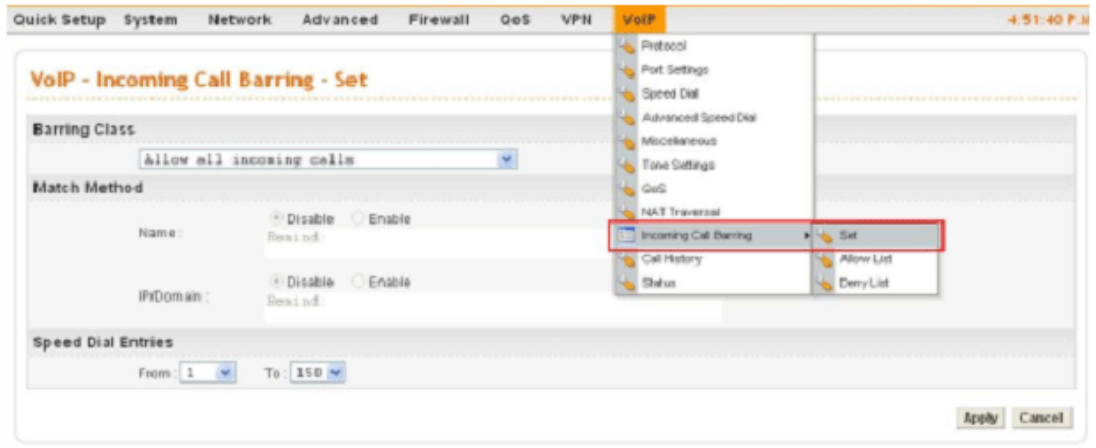 Quick Setup System Network Advanced Firewall QoS VPN VoIP 4:51:40 P.M
Protocol
Port Settings
VoIP - Incoming Call Barring - Set
Speed Dial
Advanced Speed Dial
Barring Class
Miscellaneous
Allow all incoming calls
Tone Settings
Match Method
QoS
NAT Traversal
Name: Disable Enable
Remind:
Incoming Call Barring Set
Call History Allow List
Status Deny List
IP/Domain: Disable Enable
Remind:
Speed Dial Entries
From: 1 To: 150
Apply Cancel